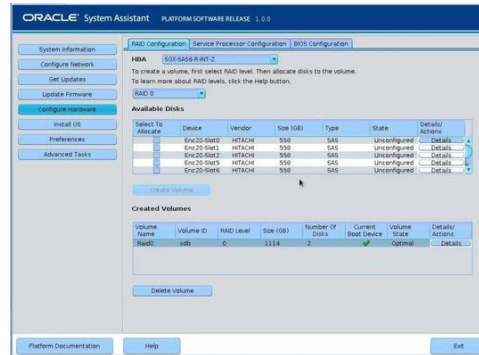 ORACLE® System Assistant PLATFORM SOFTWARE RELEASE 1.0.0
System Information
Configure Network
Get Updates
Update Firmware
Configure Hardware
Install OS
Preferences
Advanced Tasks
RAID Configuration Service Processor Configuration BIOS Configuration
HBA SGX-SAS6-R-INT-Z
To create a volume, first select RAID level. Then allocate disks to the volume.
To learn more about RAID levels, click the Help button.
RAID 0
Available Disks
Select To Allocate Device Vendor Size (GB) Type State Details/ Actions
Enc20-Slot0 HITACHI 558 SAS Unconfigured Details
Enc20-Slot1 HITACHI 558 SAS Unconfigured Details
Enc20-Slot2 HITACHI 558 SAS Unconfigured Details
Enc20-Slot5 HITACHI 558 SAS Unconfigured Details
Enc20-Slot6 HITACHI 558 SAS Unconfigured Details
Create Volume
Created Volumes
Volume Name Volume ID RAID Level Size (GB) Number Of Disks Current Boot Device Volume State Details/ Actions
Raid0 sdb 0 1114 2 Optimal Details
Delete Volume
Platform Documentation Help Exit